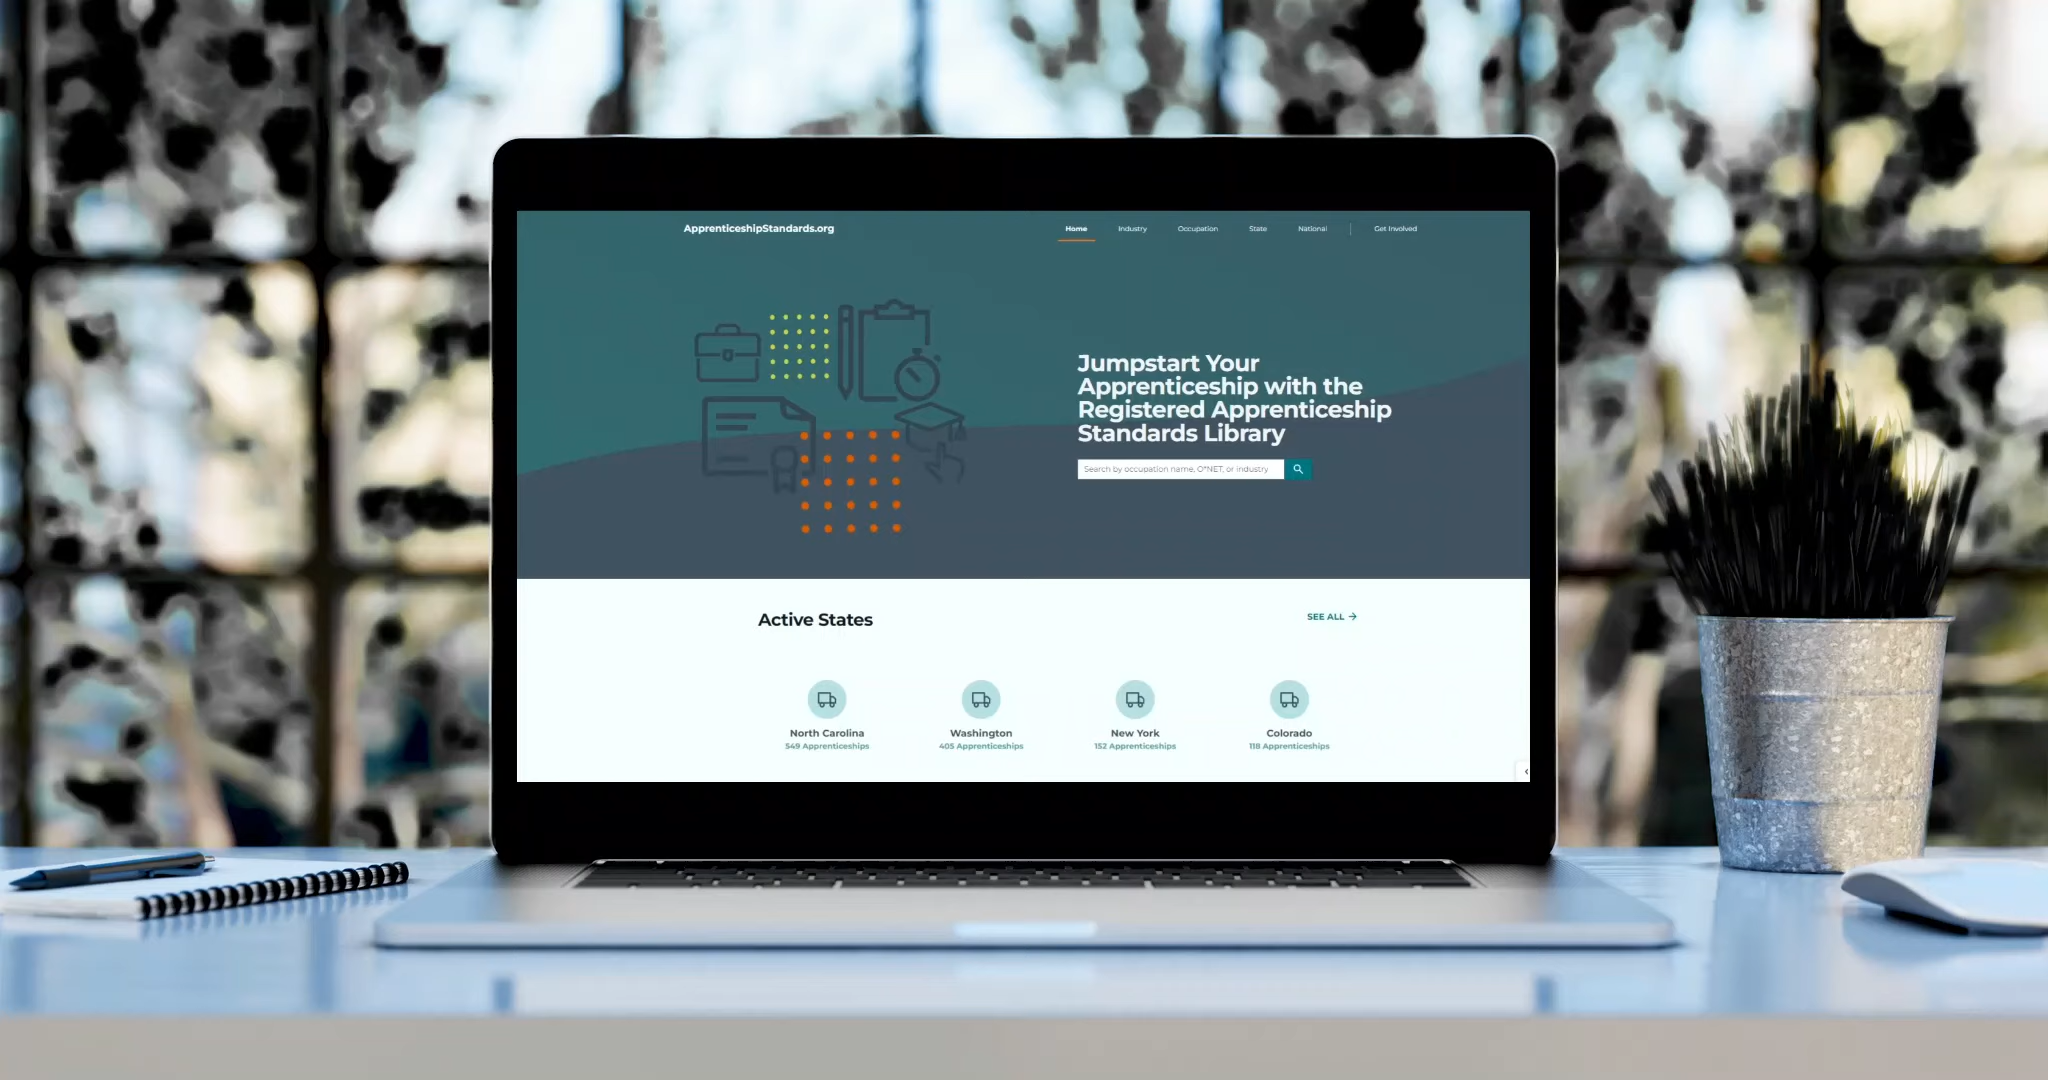 ApprenticeshipStandards.org
Home Industry Occupation State National Get Involved
Jumpstart Your
Apprenticeship with the
Registered Apprenticeship
Standards Library
Search by occupation name, O*NET, or industry
Active States
SEE ALL →
North Carolina
549 Apprenticeships
Washington
405 Apprenticeships
New York
152 Apprenticeships
Colorado
118 Apprenticeships